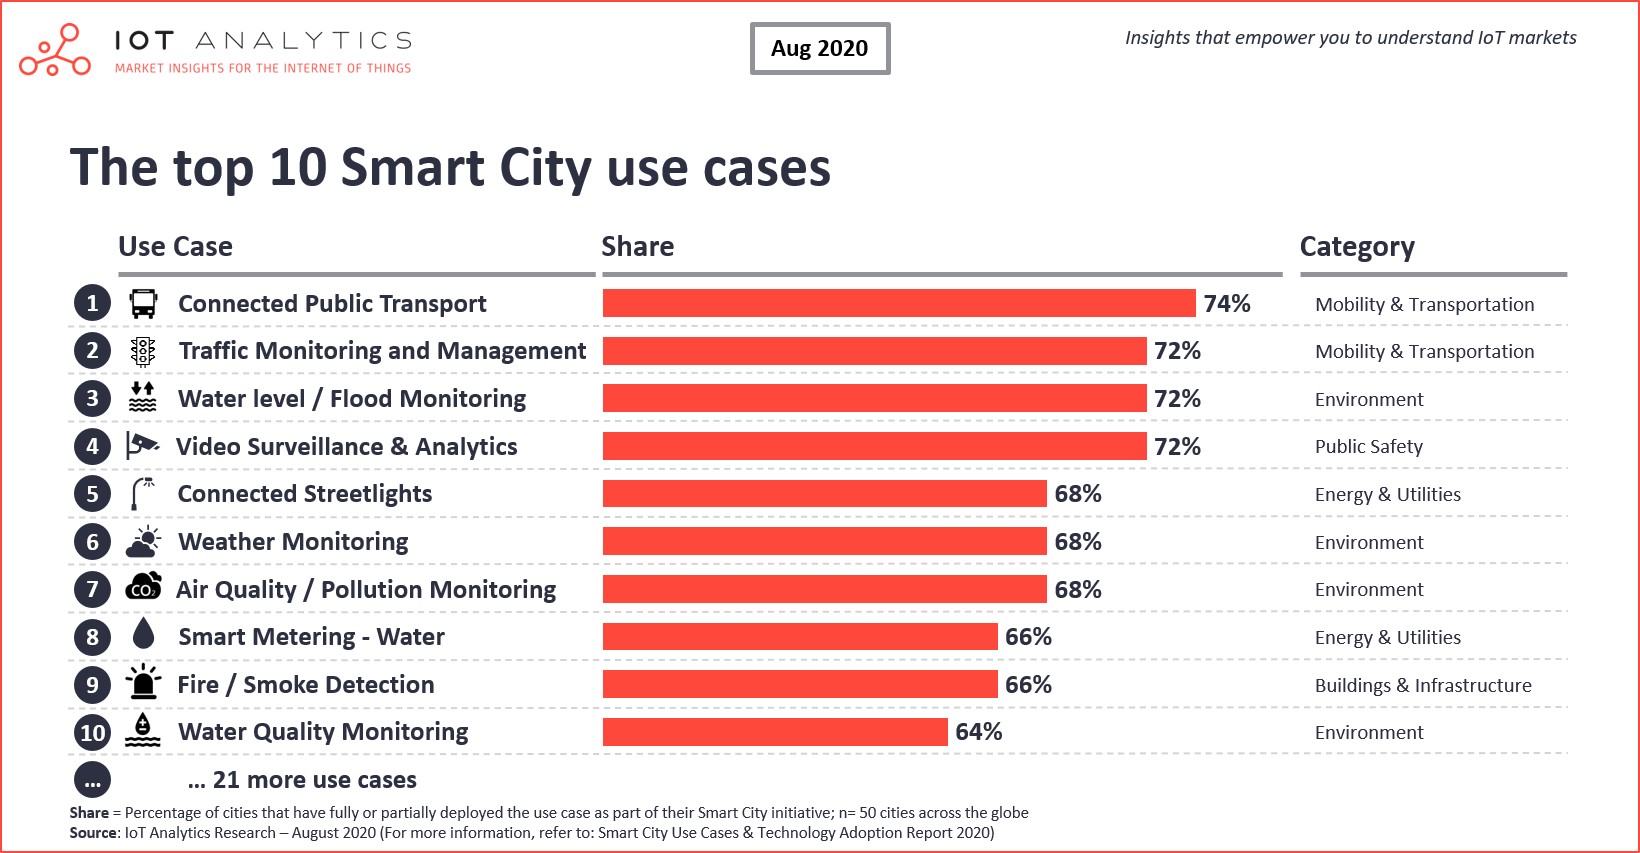 IOT ANALYTICS
MARKET INSIGHTS FOR THE INTERNET OF THINGS
Aug 2020
Insights that empower you to understand IoT markets
The top 10 Smart City use cases
Use Case Share Category
1 Connected Public Transport 74% Mobility & Transportation
2 Traffic Monitoring and Management 72% Mobility & Transportation
3 Water level / Flood Monitoring 72% Environment
4 Video Surveillance & Analytics 72% Public Safety
5 Connected Streetlights 68% Energy & Utilities
6 Weather Monitoring 68% Environment
7 CO₂ Air Quality / Pollution Monitoring 68% Environment
8 Smart Metering - Water 66% Energy & Utilities
9 Fire / Smoke Detection 66% Buildings & Infrastructure
10 Water Quality Monitoring 64% Environment
... ... 21 more use cases
Share = Percentage of cities that have fully or partially deployed the use case as part of their Smart City initiative; n= 50 cities across the globe
Source: IoT Analytics Research – August 2020 (For more information, refer to: Smart City Use Cases & Technology Adoption Report 2020)